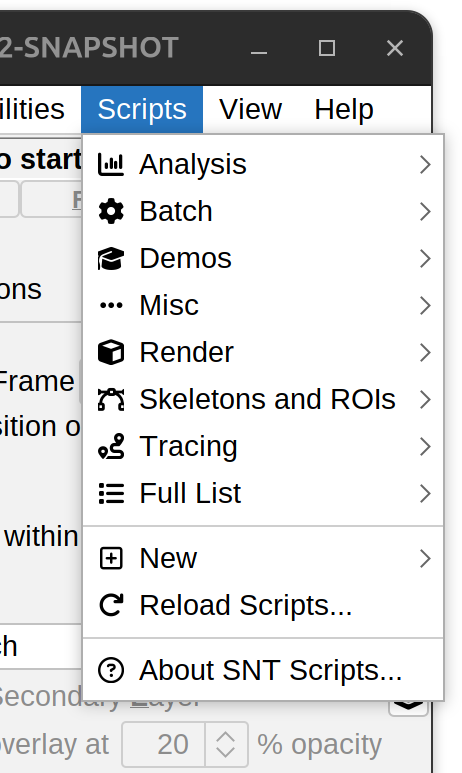 2-SNAPSHOT
ilities Scripts View Help
o start
Analysis
Batch
Demos
ons
Misc
Render
Frame
Skeletons and ROIs
sition o
Tracing
Full List
within
New
Reload Scripts...
ch
About SNT Scripts...
Secondary Layer
overlay at 20 % opacity